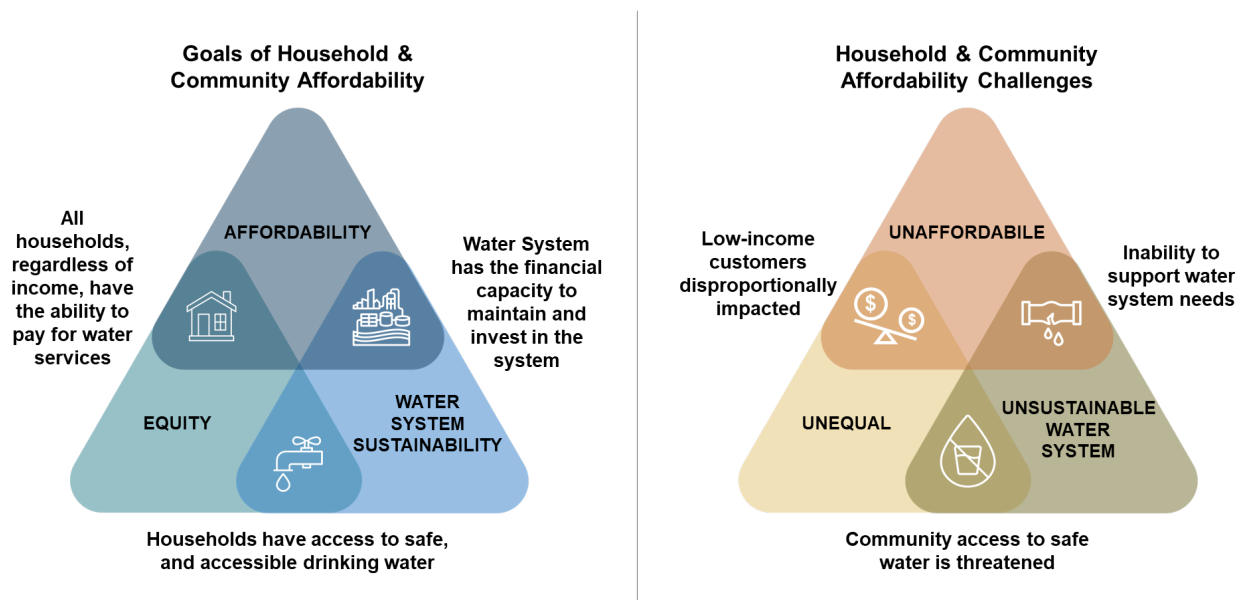 Goals of Household &
Community Affordability
All
households,
regardless of
income, have
the ability to
pay for water
services
AFFORDABILITY
Water System
has the financial
capacity to
maintain and
invest in the
system
EQUITY
WATER
SYSTEM
SUSTAINABILITY
Households have access to safe,
and accessible drinking water
Household & Community
Affordability Challenges
Low-income
customers
disproportionally
impacted
UNAFFORDABILE
Inability to
support water
system needs
$
$
UNEQUAL
UNSUSTAINABLE
WATER
SYSTEM
Community access to safe
water is threatened